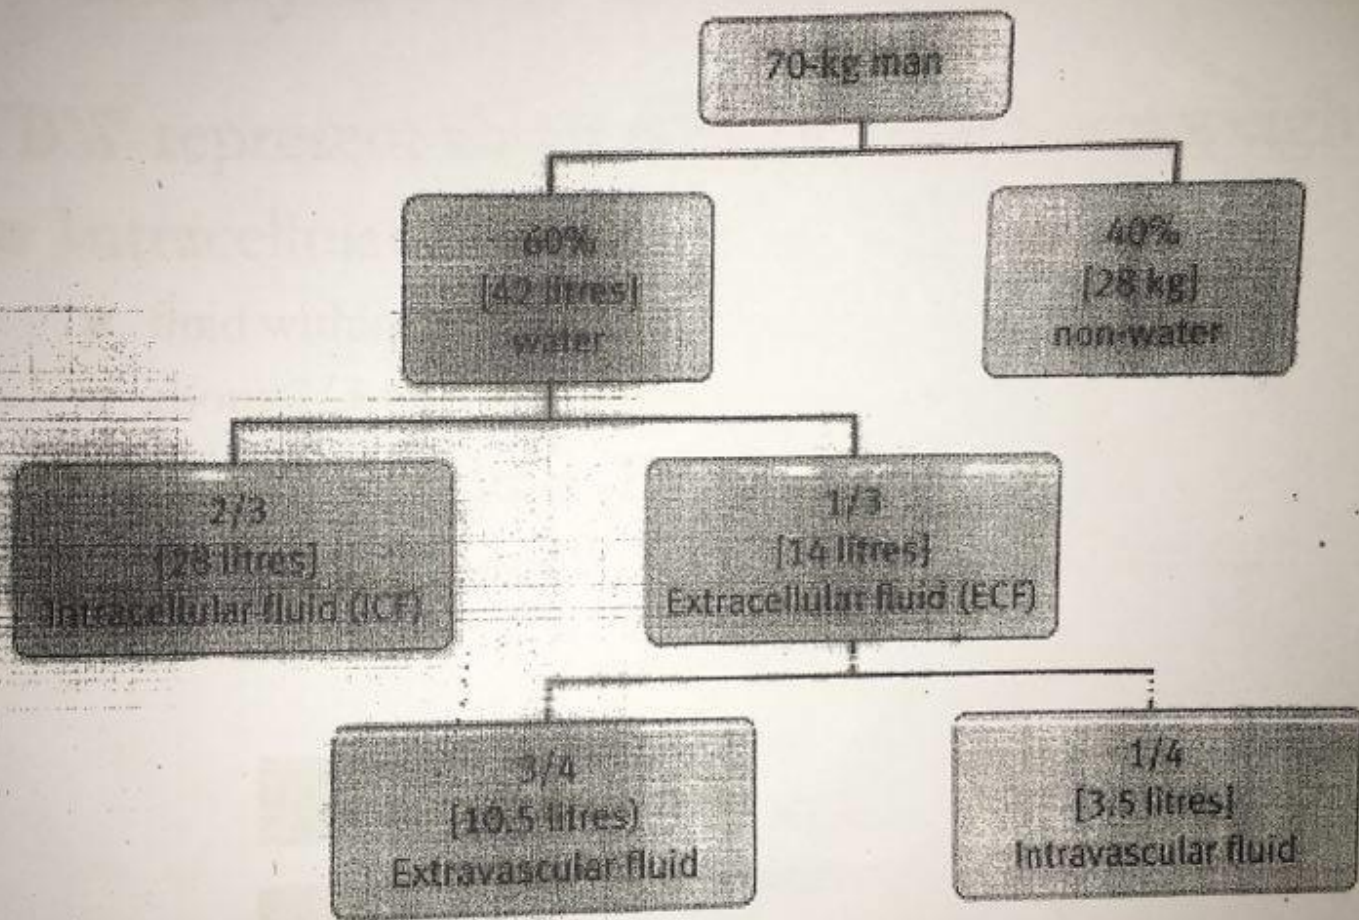 70-kg man
60%
[42 litres]
water
40%
[28 kg]
non-water
2/3
[28 litres]
Intracellular fluid (ICF)
1/3
[14 litres]
Extracellular fluid (ECF)
3/4
[10.5 litres)
Extravascular fluid
1/4
[3.5 litres]
Intravascular fluid